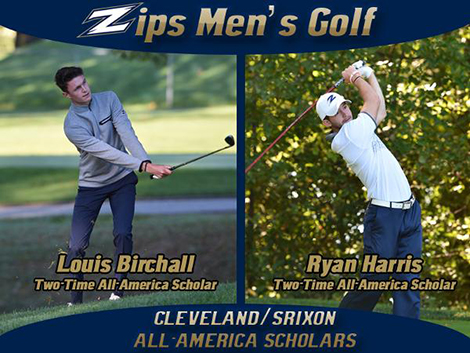 Zips Men's Golf
Louis Birchall
Two-Time All-America Scholar
Ryan Harris
Two-Time All-America Scholar
CLEVELAND/SRIXON
ALL-AMERICA SCHOLARS